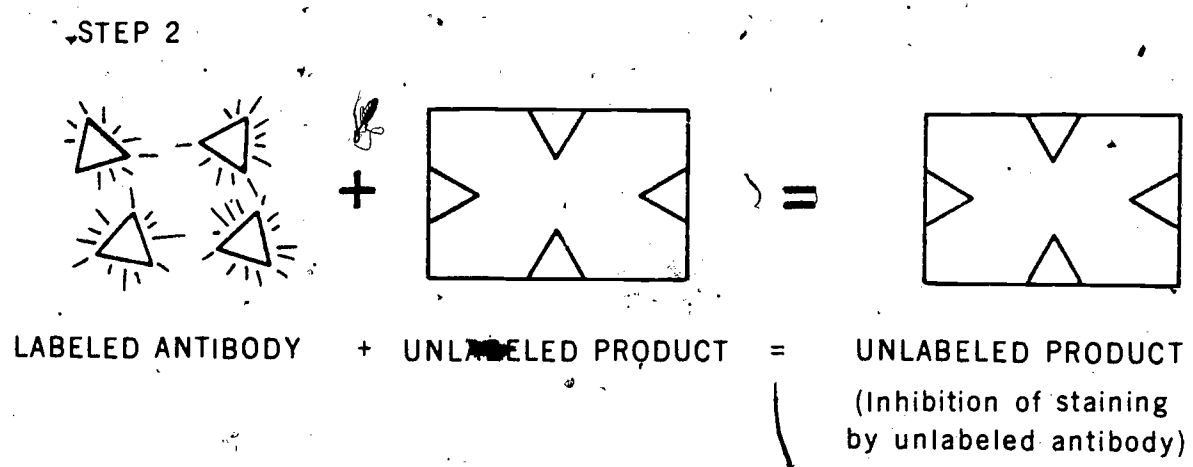 STEP 2
+ =
LABELED ANTIBODY + UNLABELED PRODUCT = UNLABELED PRODUCT
(Inhibition of staining
by unlabeled antibody)